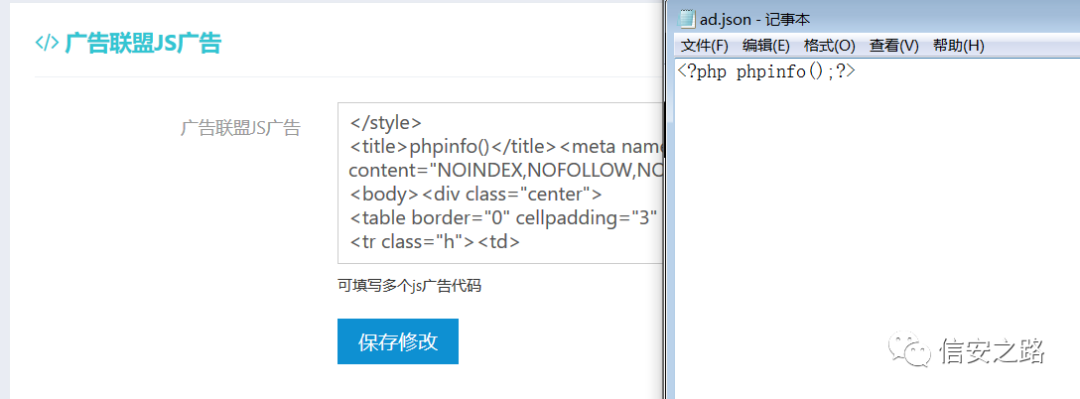 </> 广告联盟JS广告
广告联盟JS广告
</style>
<title>phpinfo()</title><meta name
content="NOINDEX,NOFOLLOW,NO
<body><div class="center">
<table border="0" cellpadding="3"
<tr class="h"><td>
可填写多个js广告代码
保存修改
ad.json - 记事本
文件(F) 编辑(E) 格式(O) 查看(V) 帮助(H)
<?php phpinfo();?>
信安之路